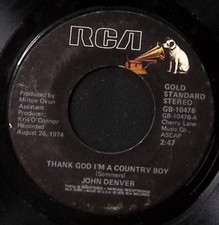 RCA
GOLD
STANDARD
STEREO
GB-10476
GB-10476-A
Cherry Lane
Music Co.,
ASCAP
2:47
Produced by
Milton Okun
Assistant
Producer:
Kris O'Connor
Recorded
August 26, 1974
THANK GOD I'M A COUNTRY BOY
(Sommers)
JOHN DENVER